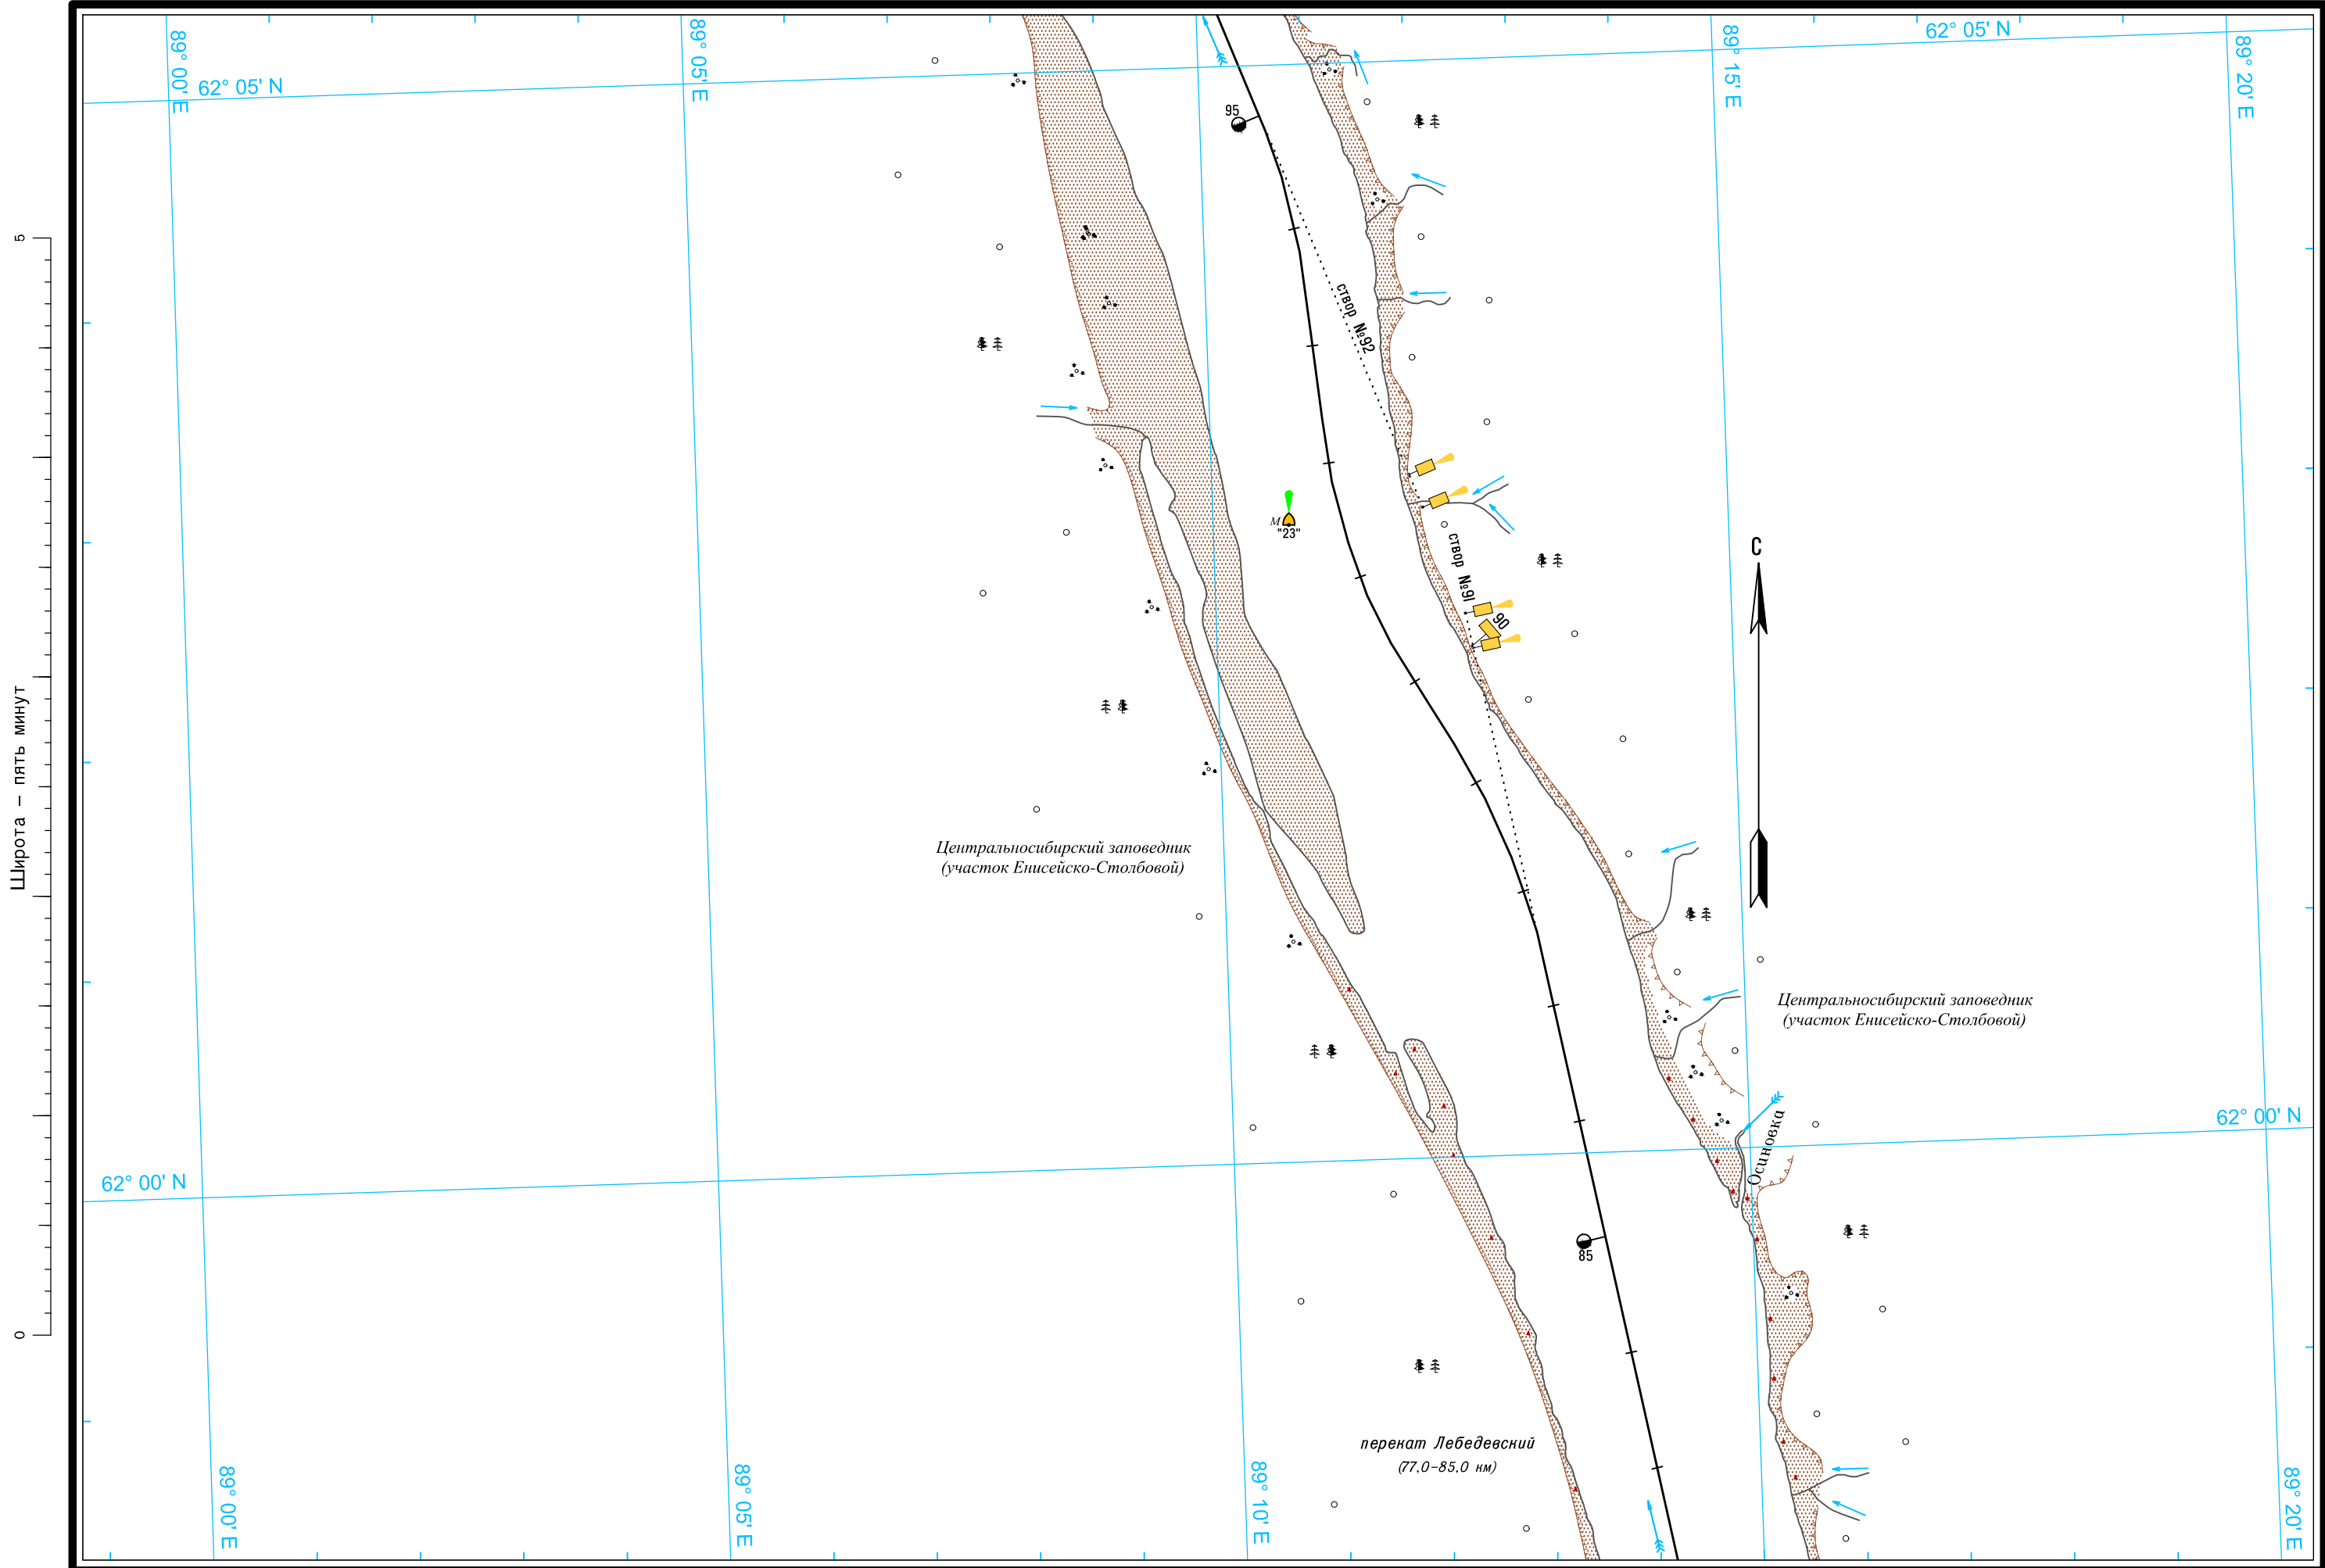 89° 00' E
62° 05' N
89° 05' E
89° 15' E
62° 05' N
89° 20' E
95
5
створ №92
М
"23"
створ №91
90
С
Широта – пять минут
Центральносибирский заповедник
(участок Енисейско-Столбовой)
Центральносибирский заповедник
(участок Енисейско-Столбовой)
Осиновка
62° 00' N
62° 00' N
85
0
перекат Лебедевский
(77,0–85,0 км)
89° 00' E
89° 05' E
89° 10' E
89° 20' E